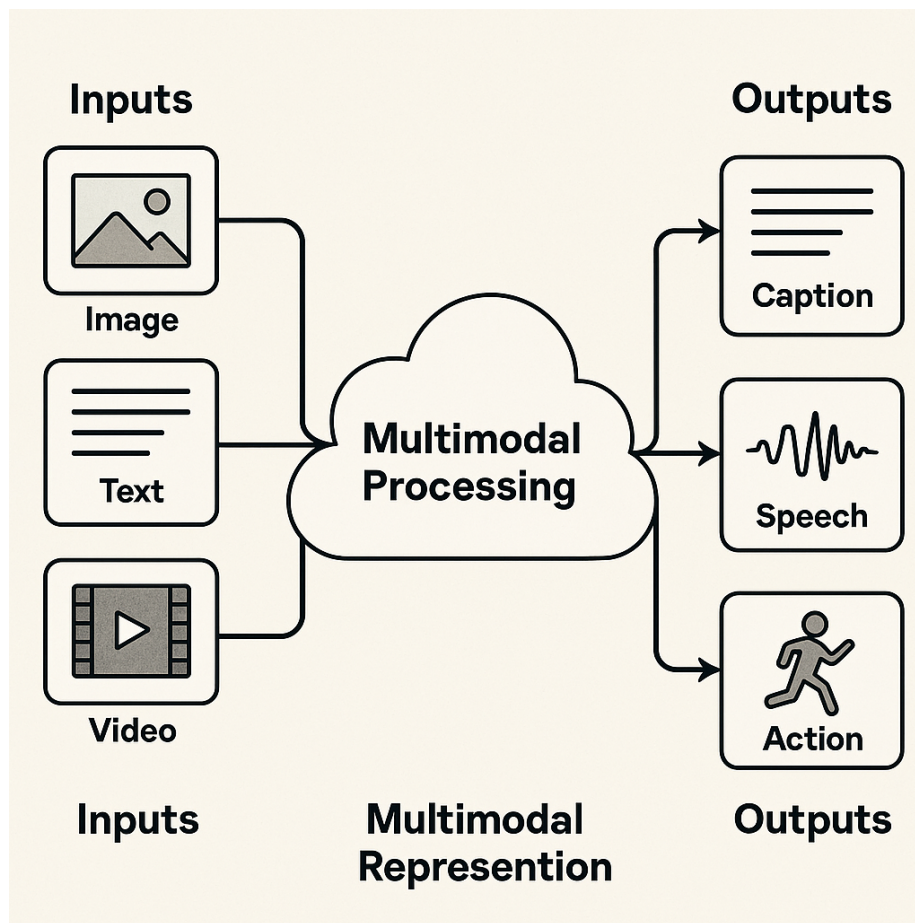 Inputs
Outputs
Image
Caption
Multimodal
Processing
Text
Speech
Video
Action
Inputs
Multimodal
Represention
Outputs